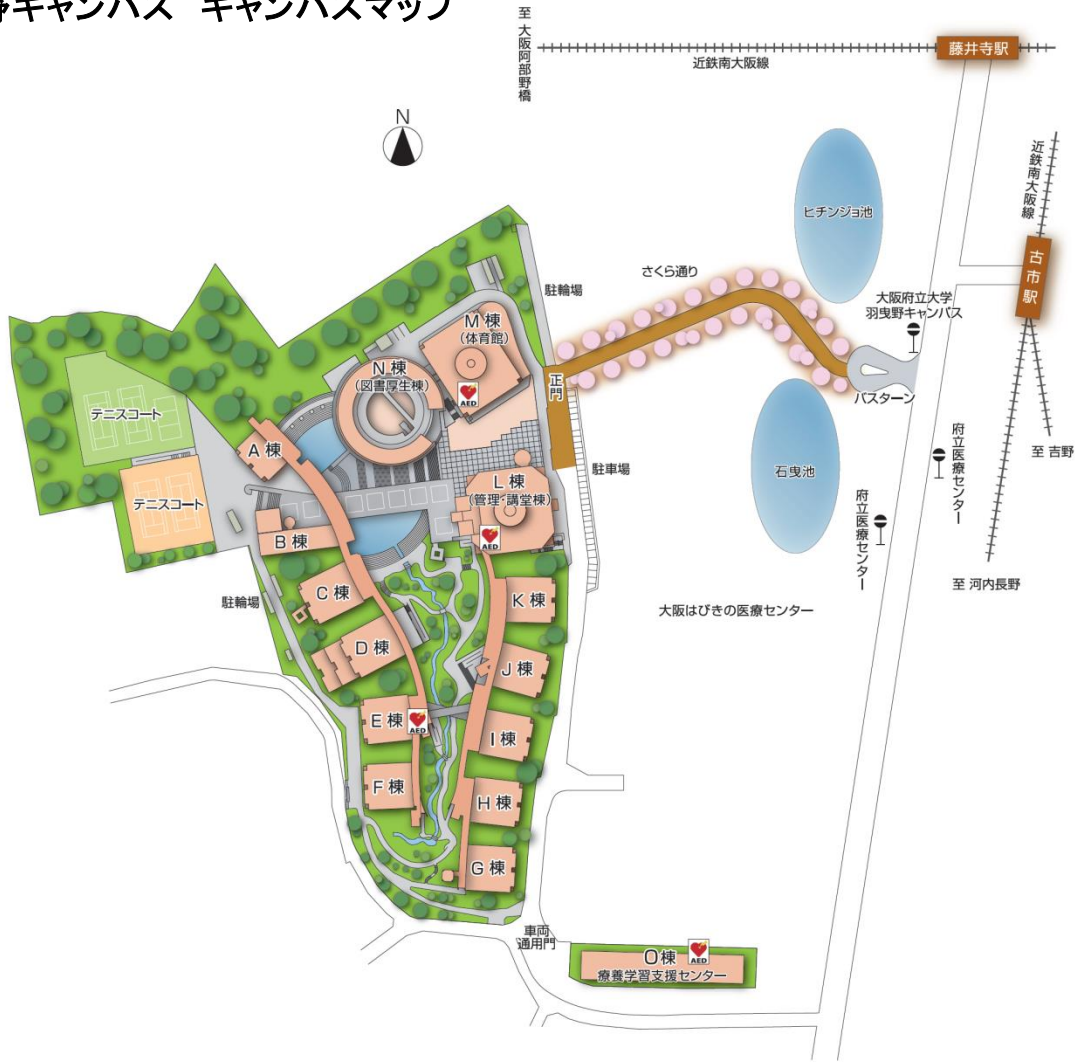 野キャンパス キャンパスマップ
至 大阪阿部野橋
近鉄南大阪線
藤井寺駅
N
近鉄南大阪線
ヒチンジョ池
古市駅
さくら通り
駐輪場
大阪府立大学
羽曳野キャンパス
M棟
(体育館)
N棟
(図書厚生棟)
AED
正門
バスターン
テニスコート
A棟
府立医療センター
至 吉野
駐車場
石曳池
L棟
(管理・講堂棟)
テニスコート
府立医療センター
B棟
AED
至 河内長野
C棟
K棟
駐輪場
大阪はびきの医療センター
D棟
J棟
E棟
AED
I棟
F棟
H棟
G棟
車両
通用門
O棟
AED
療養学習支援センター